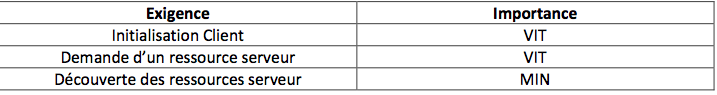 Exigence Importance
Initialisation Client VIT
Demande d'un ressource serveur VIT
Découverte des ressources serveur MIN